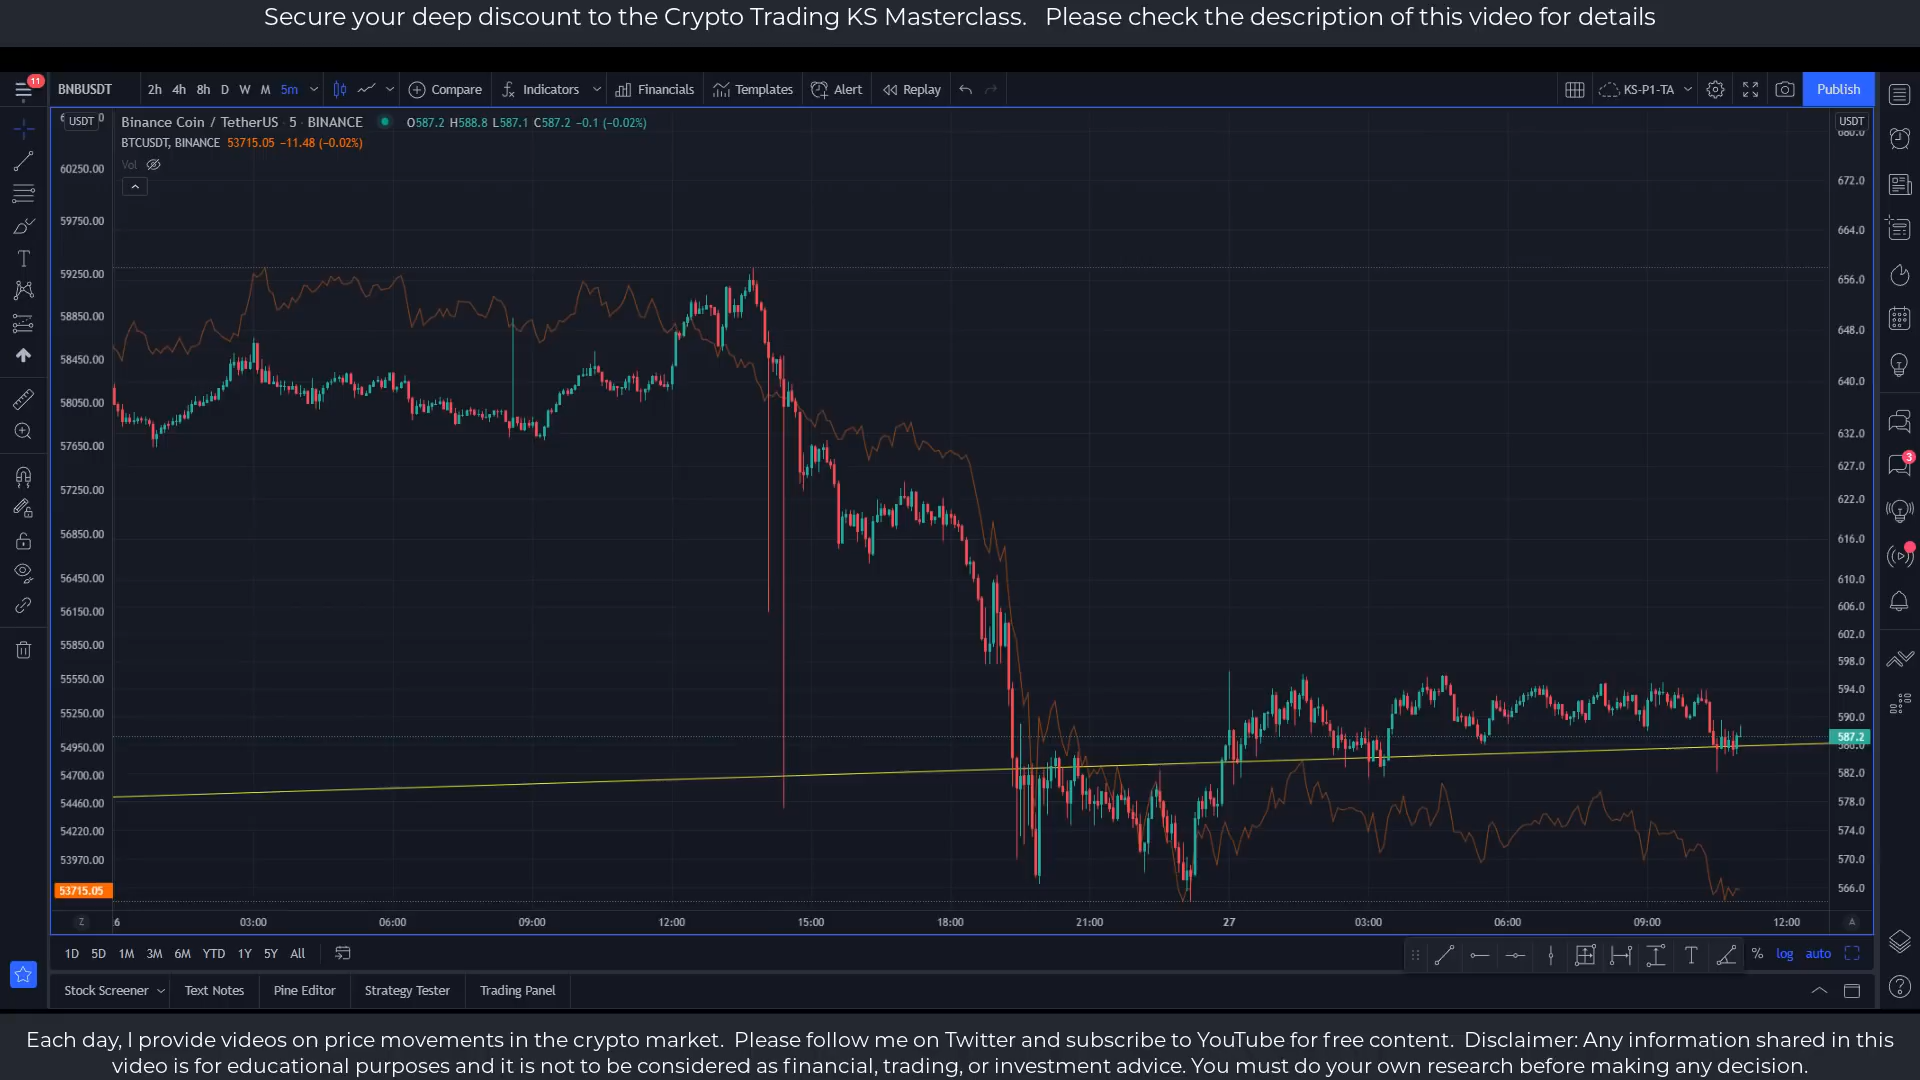 Secure your deep discount to the Crypto Trading KS Masterclass.   Please check the description of this video for details
11
BNBUSDT
2h 4h 8h D W M 5m
Compare
Indicators
Financials
Templates
Alert
Replay
KS-P1-TA
Publish
USDT
Binance Coin / TetherUS · 5 · BINANCE
O587.2 H588.8 L587.1 C587.2 −0.1 (−0.02%)
BTCUSDT, BINANCE 53715.05 −11.48 (−0.02%)
Vol
60250.00
59750.00
59250.00
58850.00
58450.00
58050.00
57650.00
57250.00
56850.00
56450.00
56150.00
55850.00
55550.00
55250.00
54950.00
54700.00
54460.00
54220.00
53970.00
53715.05
USDT
680.0
672.0
664.0
656.0
648.0
640.0
632.0
627.0
622.0
616.0
610.0
606.0
602.0
598.0
594.0
590.0
587.2
582.0
578.0
574.0
570.0
566.0
3
Z
6 03:00 06:00 09:00 12:00 15:00 18:00 21:00 27 03:00 06:00 09:00 12:00
A
1D 5D 1M 3M 6M YTD 1Y 5Y All
% log auto
Stock Screener
Text Notes
Pine Editor
Strategy Tester
Trading Panel
Each day, I provide videos on price movements in the crypto market.  Please follow me on Twitter and subscribe to YouTube for free content.  Disclaimer: Any information shared in this
video is for educational purposes and it is not to be considered as financial, trading, or investment advice. You must do your own research before making any decision.